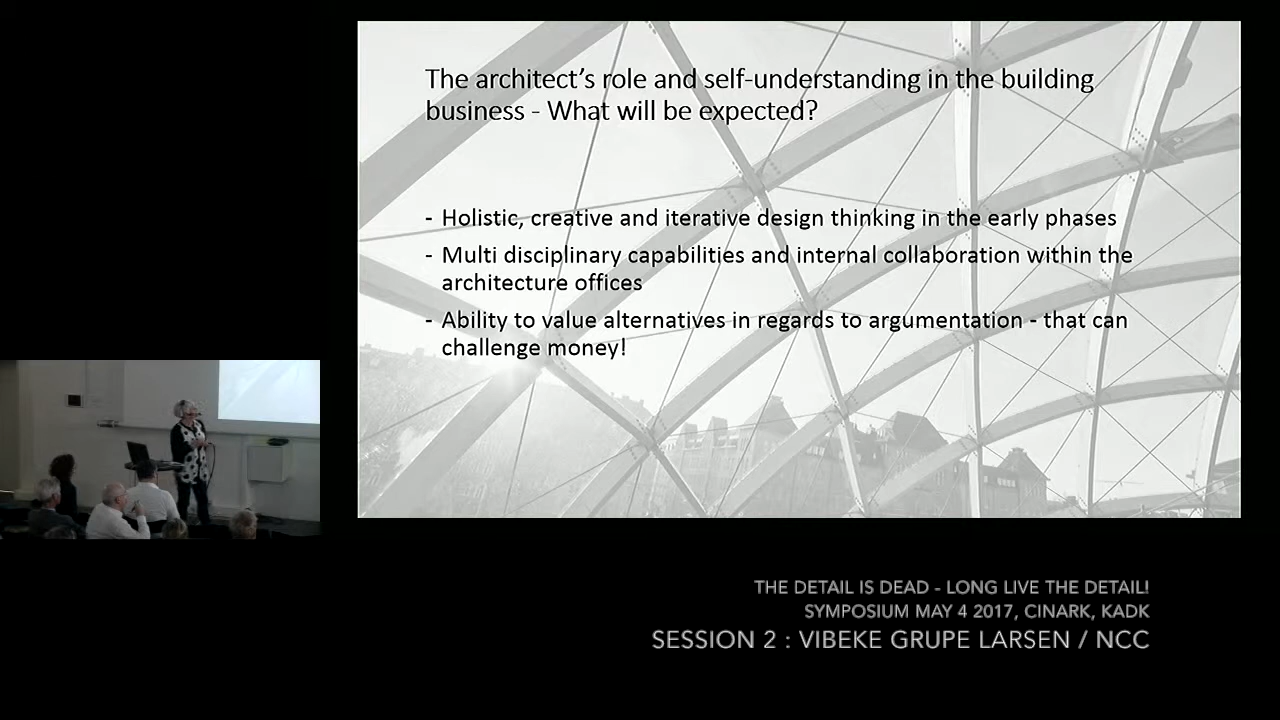 The architect's role and self-understanding in the building
business - What will be expected?
- Holistic, creative and iterative design thinking in the early phases
- Multi disciplinary capabilities and internal collaboration within the
architecture offices
- Ability to value alternatives in regards to argumentation - that can
challenge money!
THE DETAIL IS DEAD - LONG LIVE THE DETAIL!
SYMPOSIUM MAY 4 2017, CINARK, KADK
SESSION 2 : VIBEKE GRUPE LARSEN / NCC